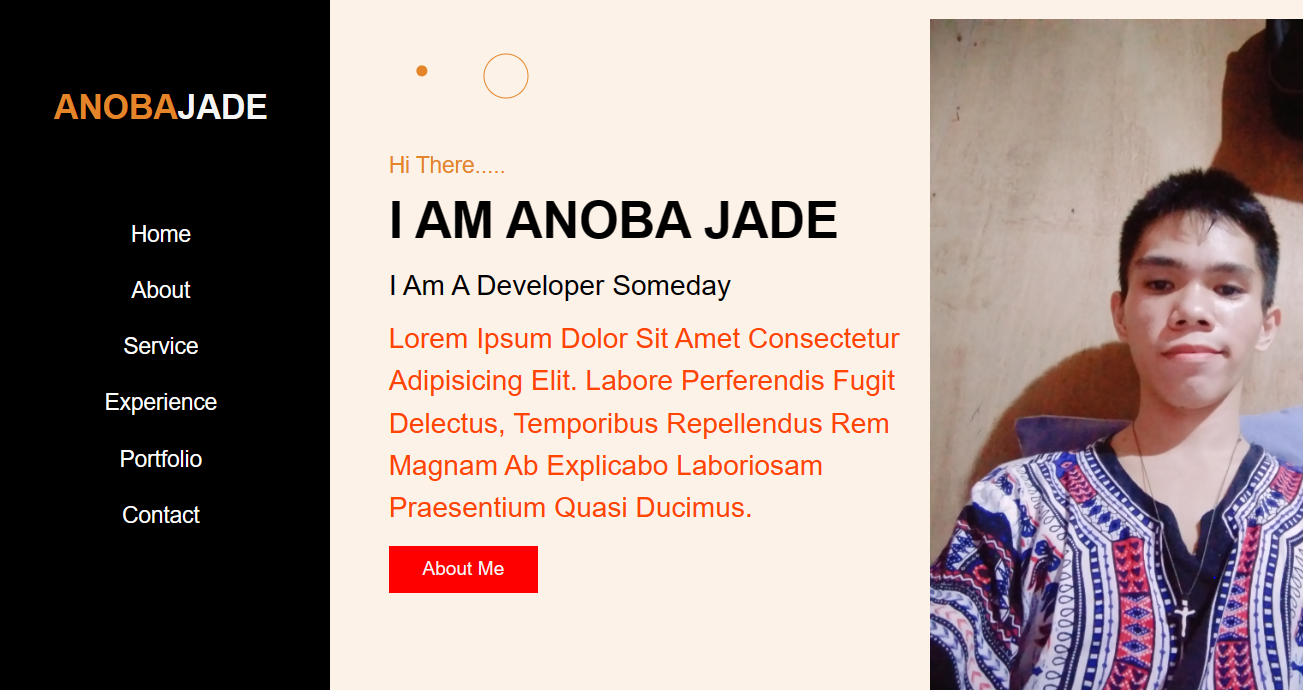 ANOBAJADE
Home
About
Service
Experience
Portfolio
Contact
Hi There.....
I AM ANOBA JADE
I Am A Developer Someday
Lorem Ipsum Dolor Sit Amet Consectetur
Adipisicing Elit. Labore Perferendis Fugit
Delectus, Temporibus Repellendus Rem
Magnam Ab Explicabo Laboriosam
Praesentium Quasi Ducimus.
About Me